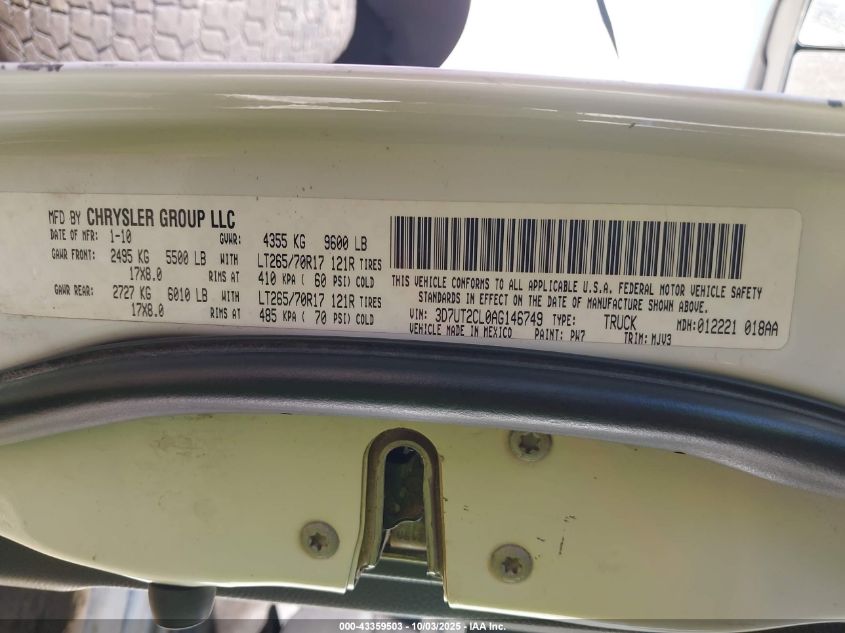 MFD BY CHRYSLER GROUP LLC
DATE OF MFR: 1-10 GVWR: 4355 KG 9600 LB
GAWR FRONT: 2495 KG 5500 LB WITH LT265/70R17 121R TIRES
17X8.0 RIMS AT 410 KPA ( 60 PSI) COLD
GAWR REAR: 2727 KG 6010 LB WITH LT265/70R17 121R TIRES
17X8.0 RIMS AT 485 KPA ( 70 PSI) COLD
THIS VEHICLE CONFORMS TO ALL APPLICABLE U.S.A. FEDERAL MOTOR VEHICLE SAFETY
STANDARDS IN EFFECT ON THE DATE OF MANUFACTURE SHOWN ABOVE.
VIN: 3D7UT2CL0AG146749 TYPE: TRUCK MDH:012221 018AA
VEHICLE MADE IN MEXICO PAINT: PW7 TRIM: MJV3
000-43359503 - 10/03/2025 - IAA Inc.